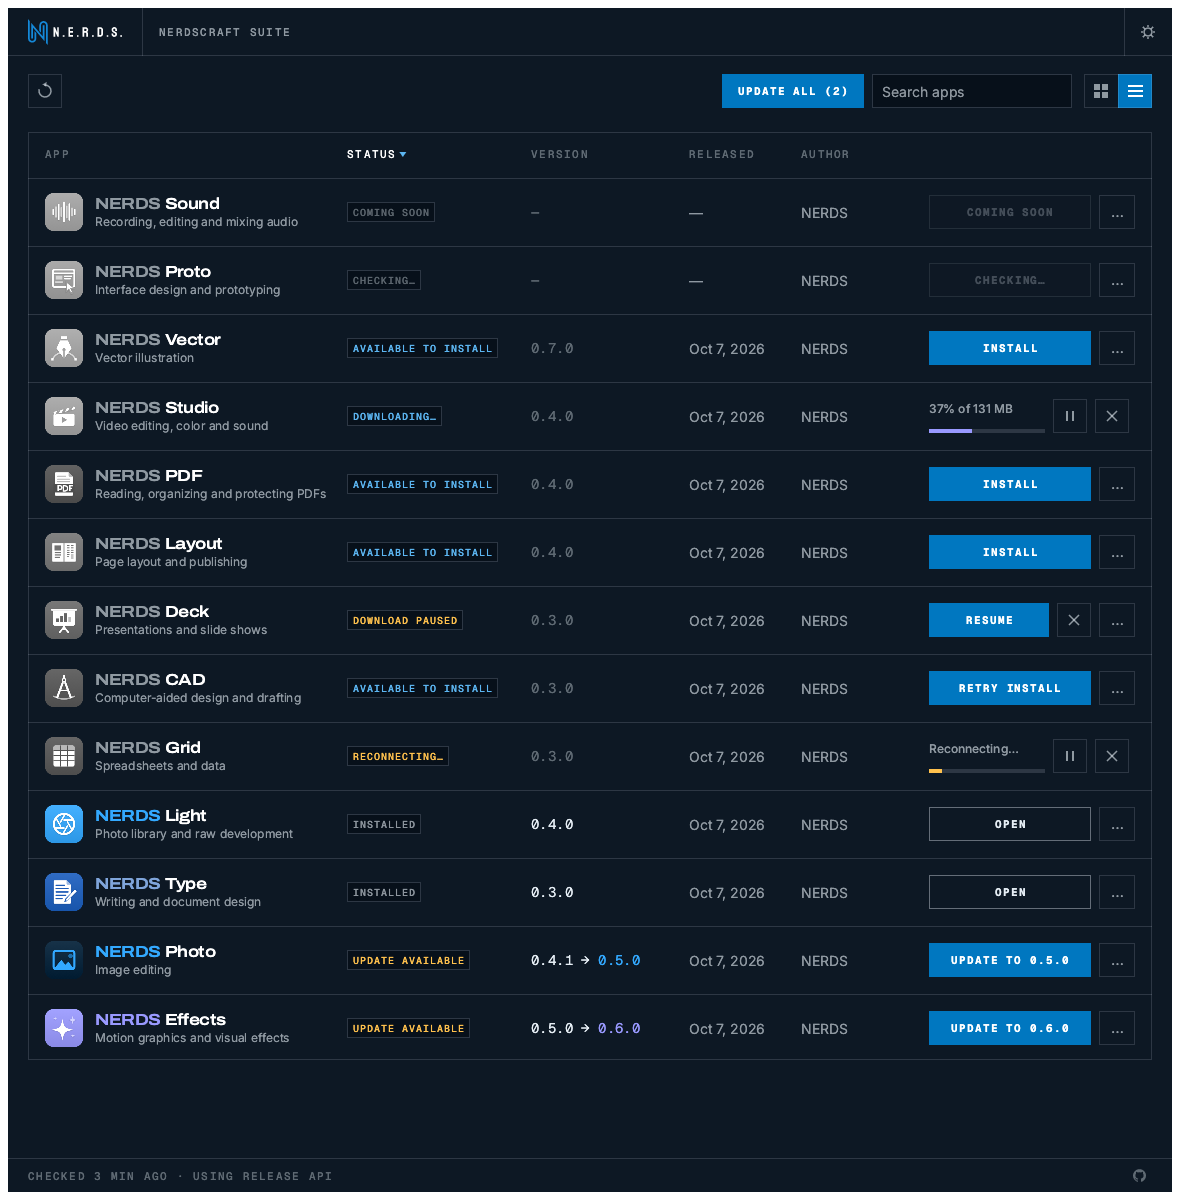 N.E.R.D.S.
NERDSCRAFT SUITE
UPDATE ALL (2)
Search apps
APP STATUS VERSION RELEASED AUTHOR
NERDS Sound
Recording, editing and mixing audio
COMING SOON – — NERDS COMING SOON ...
NERDS Proto
Interface design and prototyping
CHECKING… – — NERDS CHECKING… ...
NERDS Vector
Vector illustration
AVAILABLE TO INSTALL 0.7.0 Oct 7, 2026 NERDS INSTALL ...
NERDS Studio
Video editing, color and sound
DOWNLOADING… 0.4.0 Oct 7, 2026 NERDS 37% of 131 MB
PDF
NERDS PDF
Reading, organizing and protecting PDFs
AVAILABLE TO INSTALL 0.4.0 Oct 7, 2026 NERDS INSTALL ...
NERDS Layout
Page layout and publishing
AVAILABLE TO INSTALL 0.4.0 Oct 7, 2026 NERDS INSTALL ...
NERDS Deck
Presentations and slide shows
DOWNLOAD PAUSED 0.3.0 Oct 7, 2026 NERDS RESUME ...
NERDS CAD
Computer-aided design and drafting
AVAILABLE TO INSTALL 0.3.0 Oct 7, 2026 NERDS RETRY INSTALL ...
NERDS Grid
Spreadsheets and data
RECONNECTING… 0.3.0 Oct 7, 2026 NERDS Reconnecting…
NERDS Light
Photo library and raw development
INSTALLED 0.4.0 Oct 7, 2026 NERDS OPEN ...
NERDS Type
Writing and document design
INSTALLED 0.3.0 Oct 7, 2026 NERDS OPEN ...
NERDS Photo
Image editing
UPDATE AVAILABLE 0.4.1 → 0.5.0 Oct 7, 2026 NERDS UPDATE TO 0.5.0 ...
NERDS Effects
Motion graphics and visual effects
UPDATE AVAILABLE 0.5.0 → 0.6.0 Oct 7, 2026 NERDS UPDATE TO 0.6.0 ...
CHECKED 3 MIN AGO · USING RELEASE API